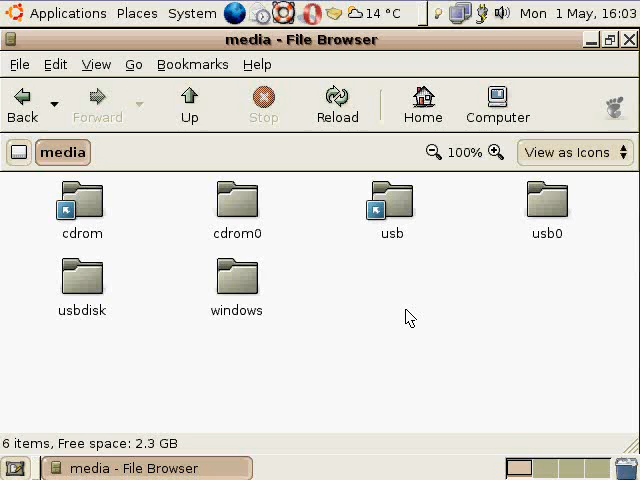 Applications Places System 14 °C Mon 1 May, 16:03
media - File Browser
File Edit View Go Bookmarks Help
Back Forward Up Stop Reload Home Computer
media 100% View as Icons
cdrom cdrom0 usb usb0
usbdisk windows
6 items, Free space: 2.3 GB
media - File Browser